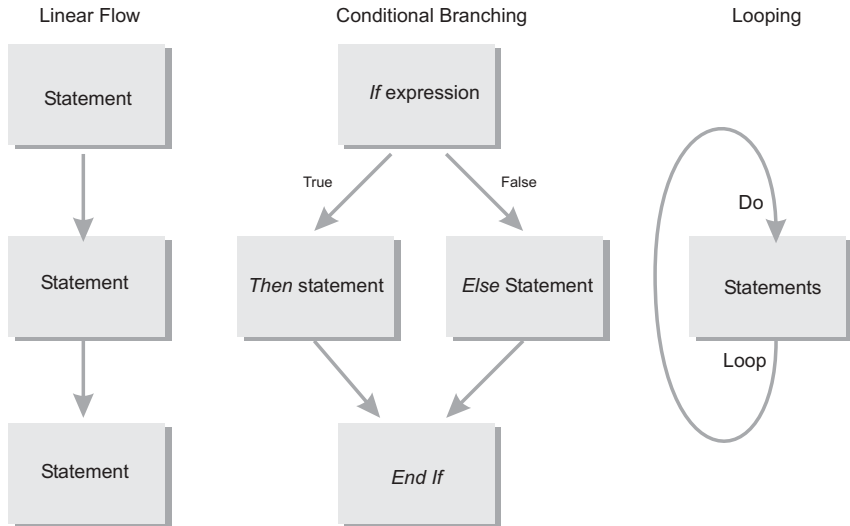 Linear Flow
Statement
Statement
Statement
Conditional Branching
If expression
True
False
Then statement
Else Statement
End If
Looping
Do
Statements
Loop